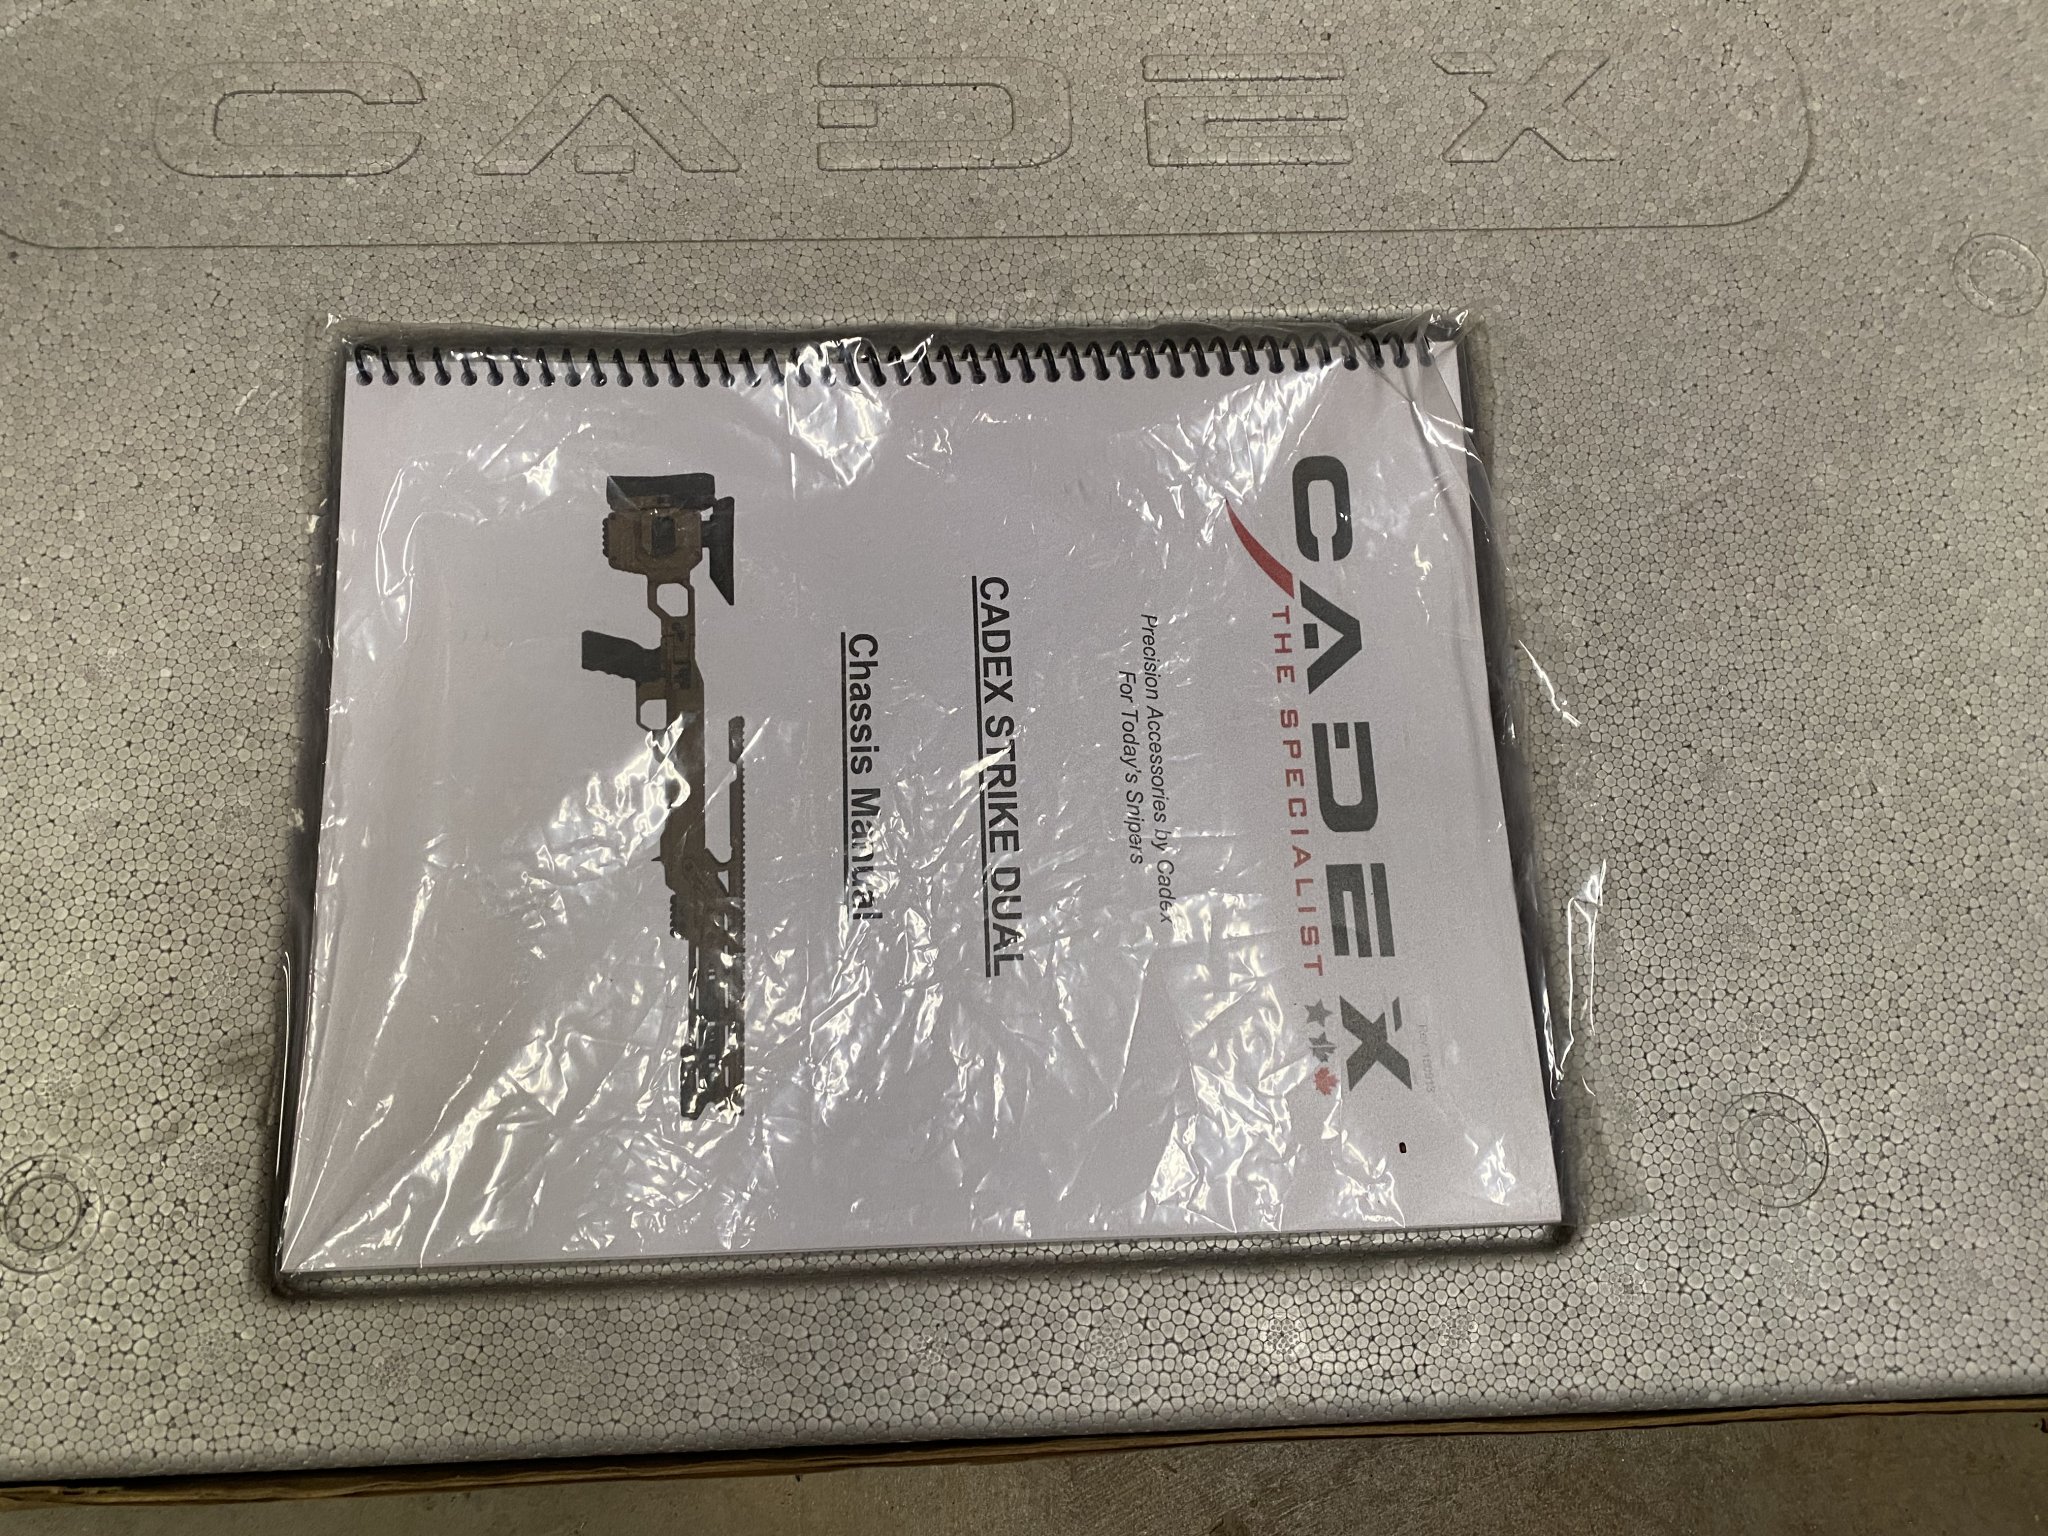 CADEX
CADEX
THE SPECIALIST
Precision Accessories by Cadex
For Today's Snipers
CADEX STRIKE DUAL
Chassis Manual